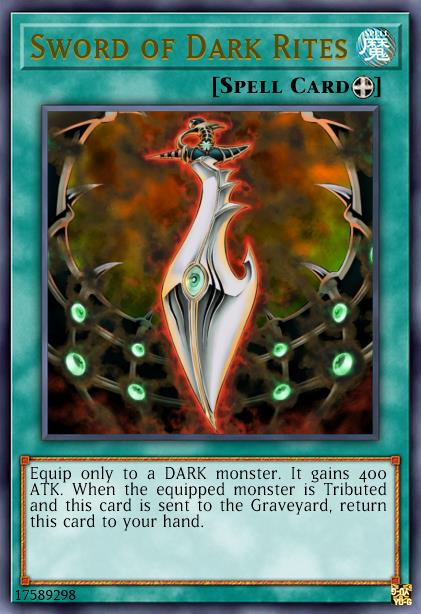 Sword of Dark Rites
SPELL
魔
[Spell Card]
Equip only to a DARK monster. It gains 400
ATK. When the equipped monster is Tributed
and this card is sent to the Graveyard, return
this card to your hand.
17589298